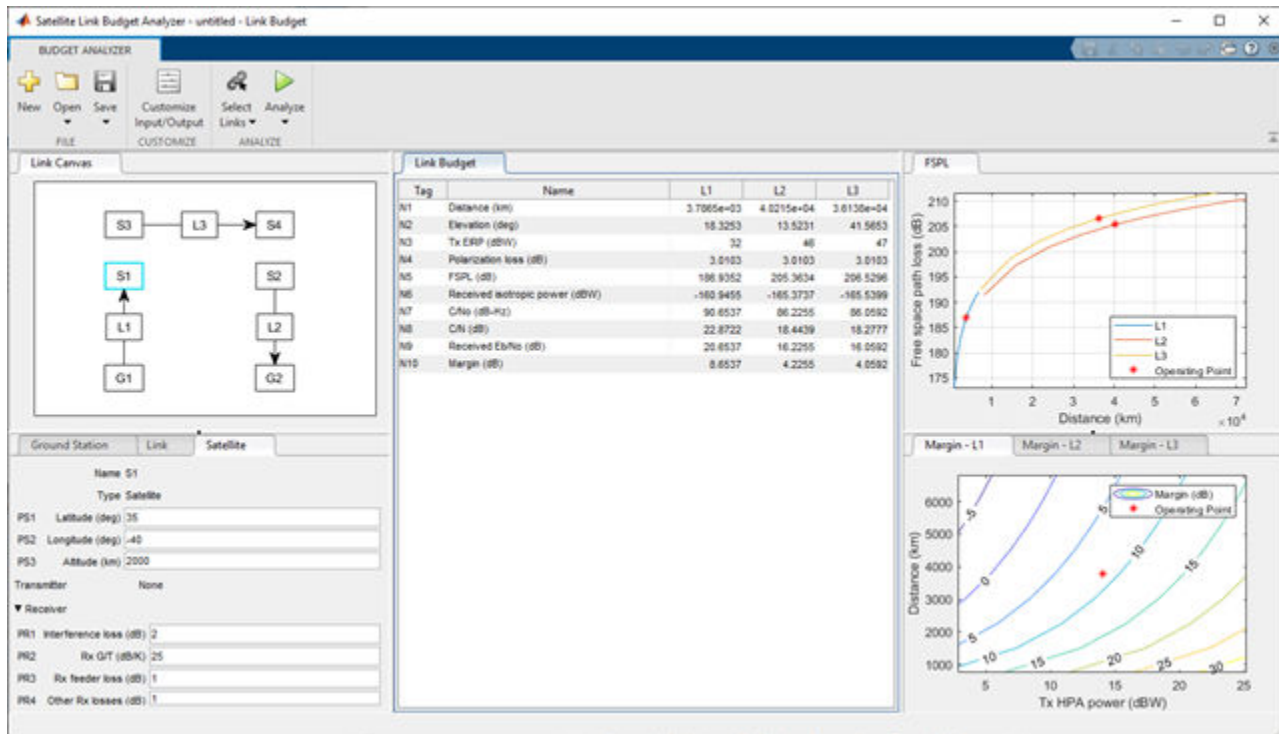 Satellite Link Budget Analyzer - untitled - Link Budget
BUDGET ANALYZER
New Open Save Customize Input/Output Select Links Analyze
FILE CUSTOMIZE ANALYZE
Link Canvas
S3 L3 S4
S1 S2
L1 L2
G1 G2
Ground Station Link Satellite
Name S1
Type Satellite
PS1 Latitude (deg) 35
PS2 Longitude (deg) -40
PS3 Altitude (km) 2000
Transmitter None
Receiver
PR1 Interference loss (dB) 2
PR2 Rx G/T (dB/K) 25
PR3 Rx feeder loss (dB) 1
PR4 Other Rx losses (dB) 1
Link Budget
Tag Name L1 L2 L3
N1 Distance (km) 3.7865e+03 4.0215e+04 3.6138e+04
N2 Elevation (deg) 18.3253 13.5231 41.5653
N3 Tx EIRP (dBW) 32 46 47
N4 Polarization loss (dB) 3.0103 3.0103 3.0103
N5 FSPL (dB) 186.9352 205.3634 206.5296
N6 Received isotropic power (dBW) -160.9455 -165.3737 -165.5399
N7 C/No (dB-Hz) 90.6537 86.2255 86.0592
N8 C/N (dB) 22.8722 18.4439 18.2777
N9 Received Eb/No (dB) 20.6537 16.2255 16.0592
N10 Margin (dB) 8.6537 4.2255 4.0592
FSPL
Free space path loss (dB)
210
205
200
195
190
185
180
175
L1
L2
L3
Operating Point
1 2 3 4 5 6 7
Distance (km) ×10⁴
Margin - L1 Margin - L2 Margin - L3
Distance (km)
6000
5000
4000
3000
2000
1000
Margin (dB)
Operating Point
-5 0 5 10 15
5 10 15 20 25 30
5 10 15 20 25
Tx HPA power (dBW)